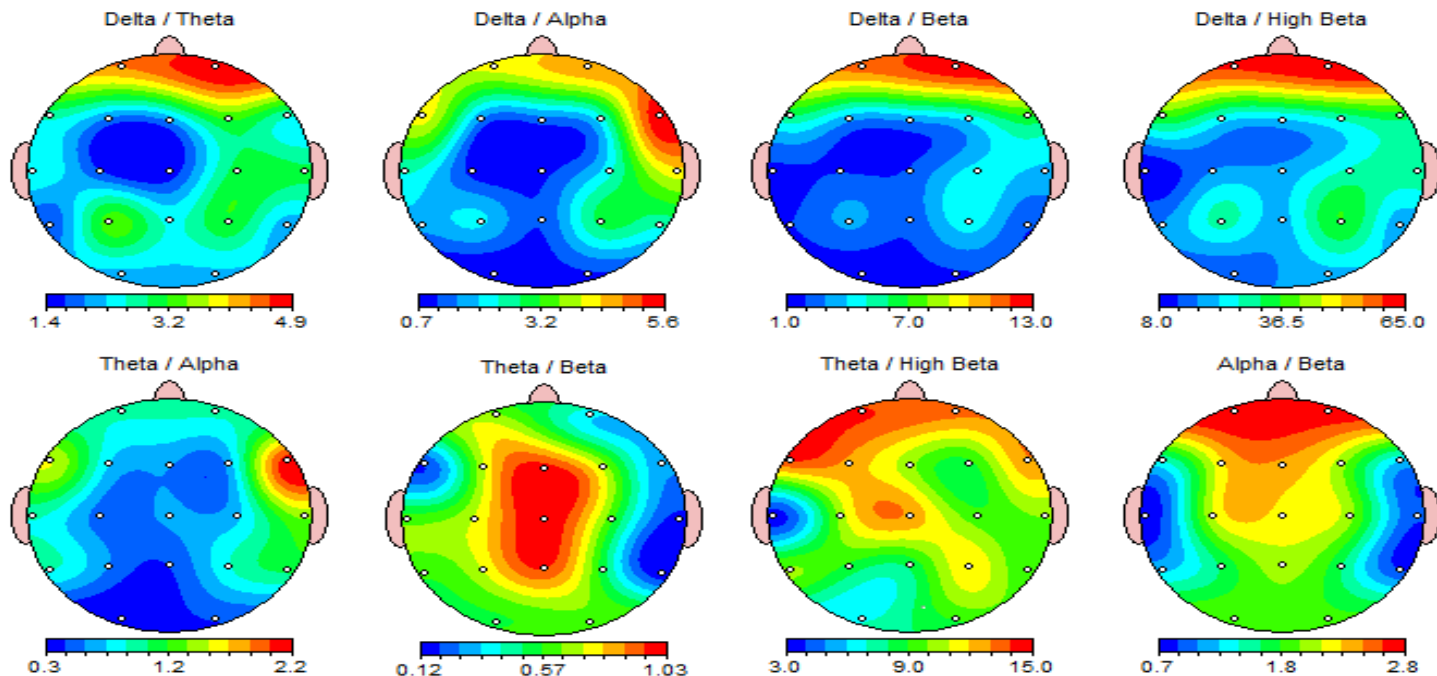 Delta / Theta
Delta / Alpha
Delta / Beta
Delta / High Beta
1.4 3.2 4.9
0.7 3.2 5.6
1.0 7.0 13.0
8.0 36.5 65.0
Theta / Alpha
Theta / Beta
Theta / High Beta
Alpha / Beta
0.3 1.2 2.2
0.12 0.57 1.03
3.0 9.0 15.0
0.7 1.8 2.8